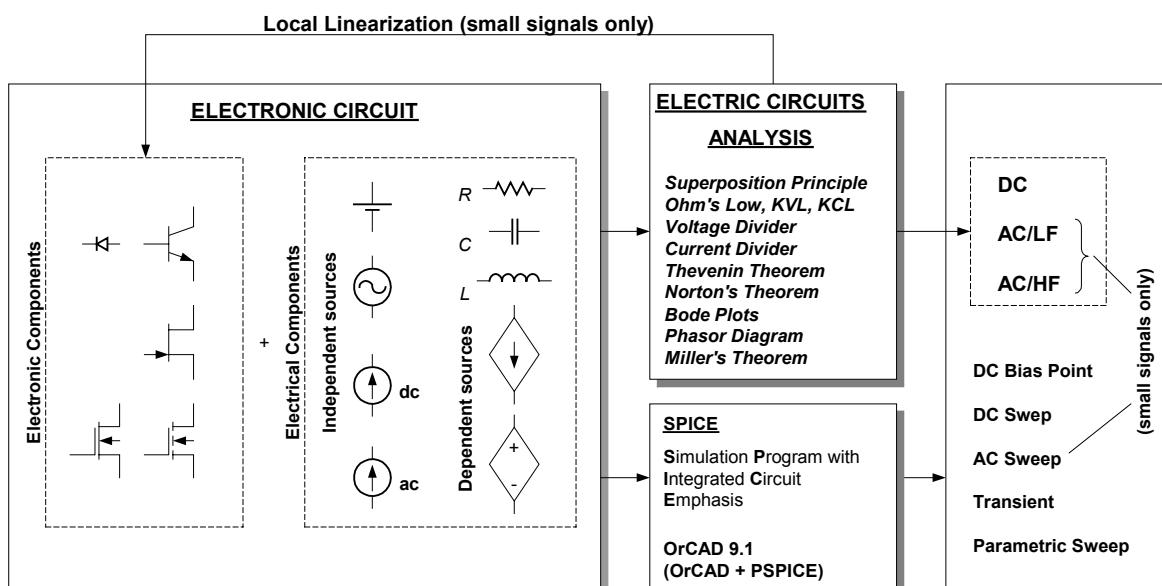 Local Linearization (small signals only)
ELECTRONIC CIRCUIT
Electronic Components
+
Electrical Components
Independent sources
dc
ac
R
C
L
Dependent sources
+
-
ELECTRIC CIRCUITS
ANALYSIS
Superposition Principle
Ohm's Low, KVL, KCL
Voltage Divider
Current Divider
Thevenin Theorem
Norton's Theorem
Bode Plots
Phasor Diagram
Miller's Theorem
SPICE
Simulation Program with
Integrated Circuit
Emphasis
OrCAD 9.1
(OrCAD + PSPICE)
DC
AC/LF
AC/HF
(small signals only)
DC Bias Point
DC Swep
AC Sweep
Transient
Parametric Sweep